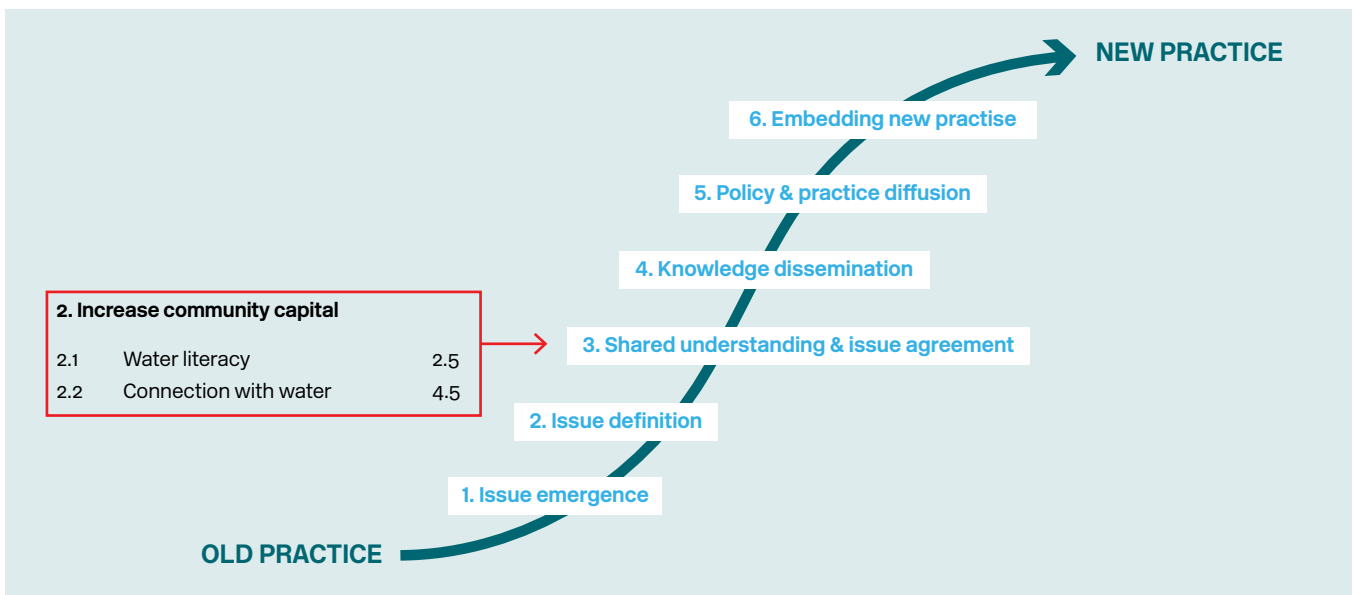 NEW PRACTICE
6. Embedding new practise
5. Policy & practice diffusion
4. Knowledge dissemination
2. Increase community capital
2.1 Water literacy 2.5
2.2 Connection with water 4.5
3. Shared understanding & issue agreement
2. Issue definition
1. Issue emergence
OLD PRACTICE